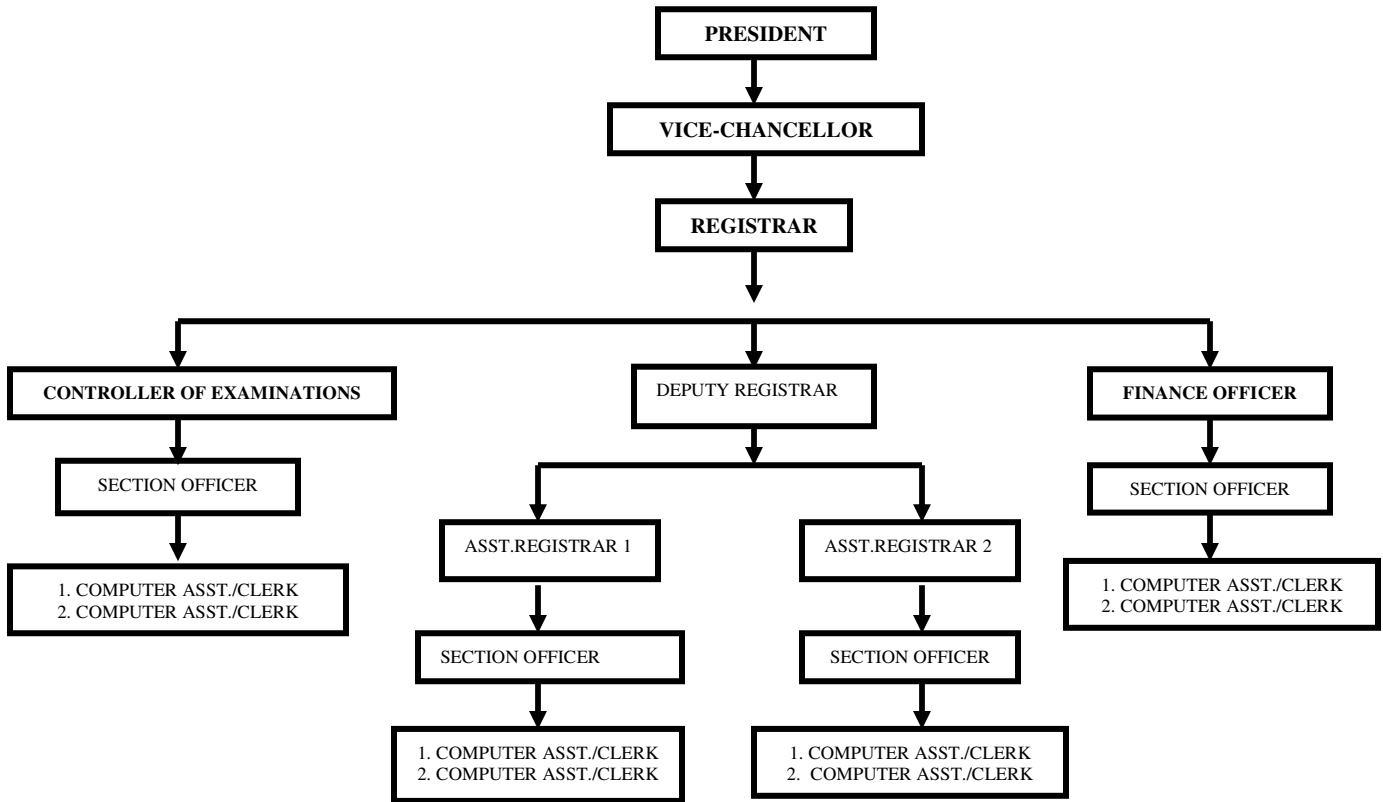 PRESIDENT
VICE-CHANCELLOR
REGISTRAR
CONTROLLER OF EXAMINATIONS
DEPUTY REGISTRAR
FINANCE OFFICER
SECTION OFFICER
SECTION OFFICER
ASST.REGISTRAR 1
ASST.REGISTRAR 2
1. COMPUTER ASST./CLERK
2. COMPUTER ASST./CLERK
1. COMPUTER ASST./CLERK
2. COMPUTER ASST./CLERK
SECTION OFFICER
SECTION OFFICER
1. COMPUTER ASST./CLERK
2. COMPUTER ASST./CLERK
1. COMPUTER ASST./CLERK
2. COMPUTER ASST./CLERK